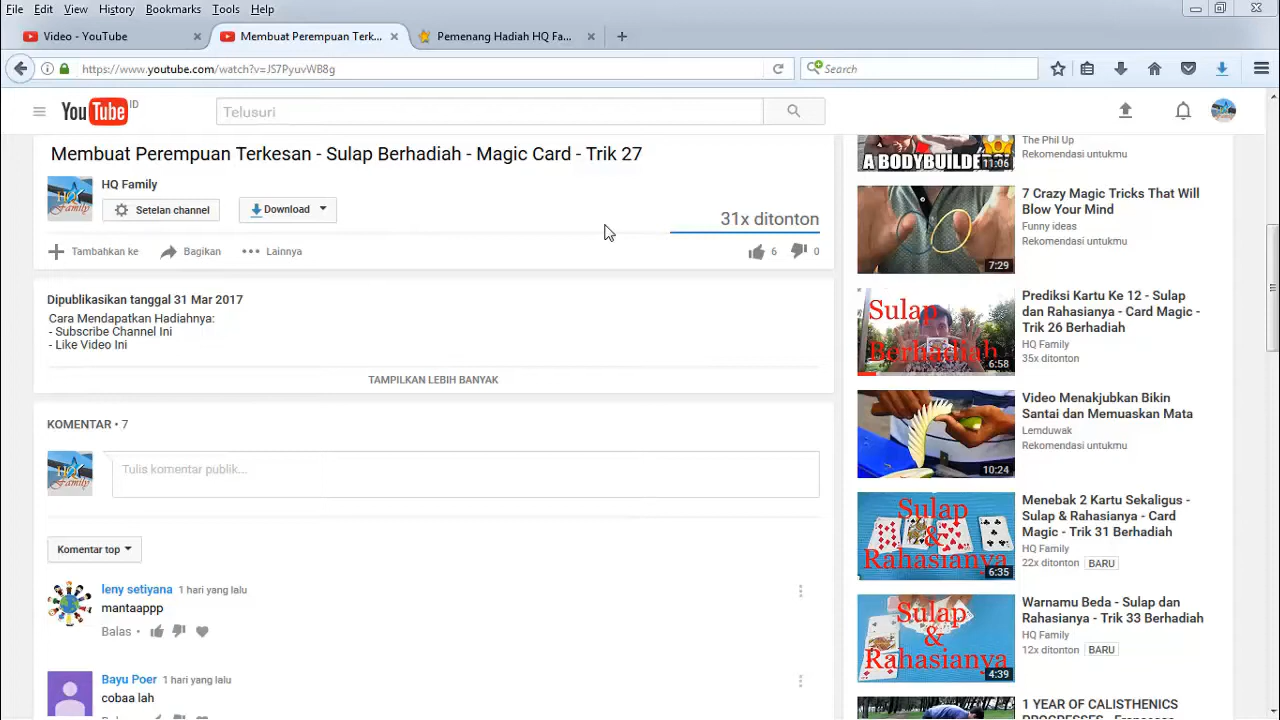 File Edit View History Bookmarks Tools Help
Video - YouTube
Membuat Perempuan Terk...
Pemenang Hadiah HQ Fa...
https://www.youtube.com/watch?v=JS7PyuvWB8g
Search
YouTube ID
Telusuri
Membuat Perempuan Terkesan - Sulap Berhadiah - Magic Card - Trik 27
HQ Family
HQ Family
Setelan channel
Download
31x ditonton
Tambahkan ke
Bagikan
Lainnya
6
0
Dipublikasikan tanggal 31 Mar 2017
Cara Mendapatkan Hadiahnya:
- Subscribe Channel Ini
- Like Video Ini
TAMPILKAN LEBIH BANYAK
KOMENTAR • 7
HQ Family
Tulis komentar publik...
Komentar top
leny setiyana 1 hari yang lalu
mantaappp
Balas
Bayu Poer 1 hari yang lalu
cobaa lah
A BODYBUILDER
11:06
The Phil Up
Rekomendasi untukmu
7:29
7 Crazy Magic Tricks That Will
Blow Your Mind
Funny ideas
Rekomendasi untukmu
Sulap
Berhadiah
6:58
Prediksi Kartu Ke 12 - Sulap
dan Rahasianya - Card Magic -
Trik 26 Berhadiah
HQ Family
35x ditonton
10:24
Video Menakjubkan Bikin
Santai dan Memuaskan Mata
Lemduwak
Rekomendasi untukmu
Sulap
&
Rahasianya
6:35
Menebak 2 Kartu Sekaligus -
Sulap & Rahasianya - Card
Magic - Trik 31 Berhadiah
HQ Family
22x ditonton BARU
Sulap
&
Rahasianya
4:39
Warnamu Beda - Sulap dan
Rahasianya - Trik 33 Berhadiah
HQ Family
12x ditonton BARU
1 YEAR OF CALISTHENICS